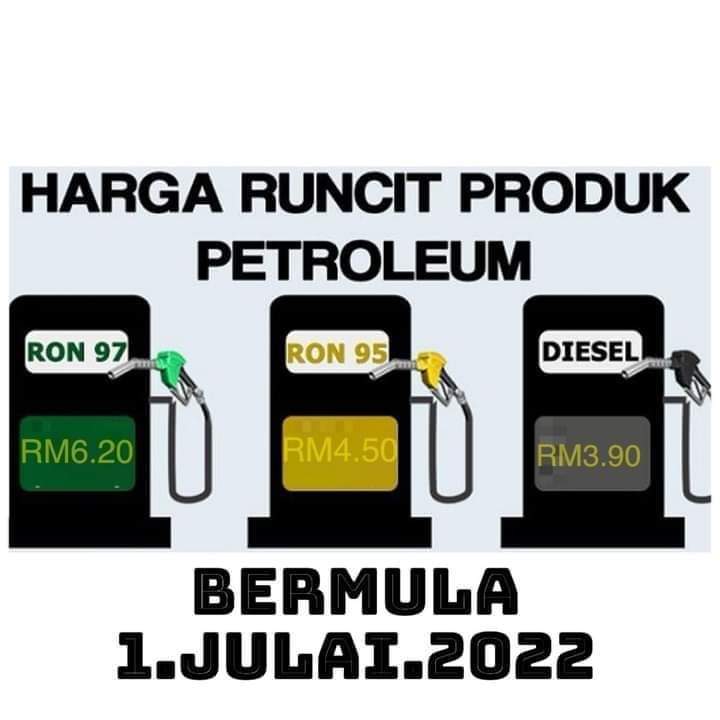 HARGA RUNCIT PRODUK
PETROLEUM
RON 97
RON 95
DIESEL
RM6.20
RM4.50
RM3.90
BERMULA
1.JULAI.2022